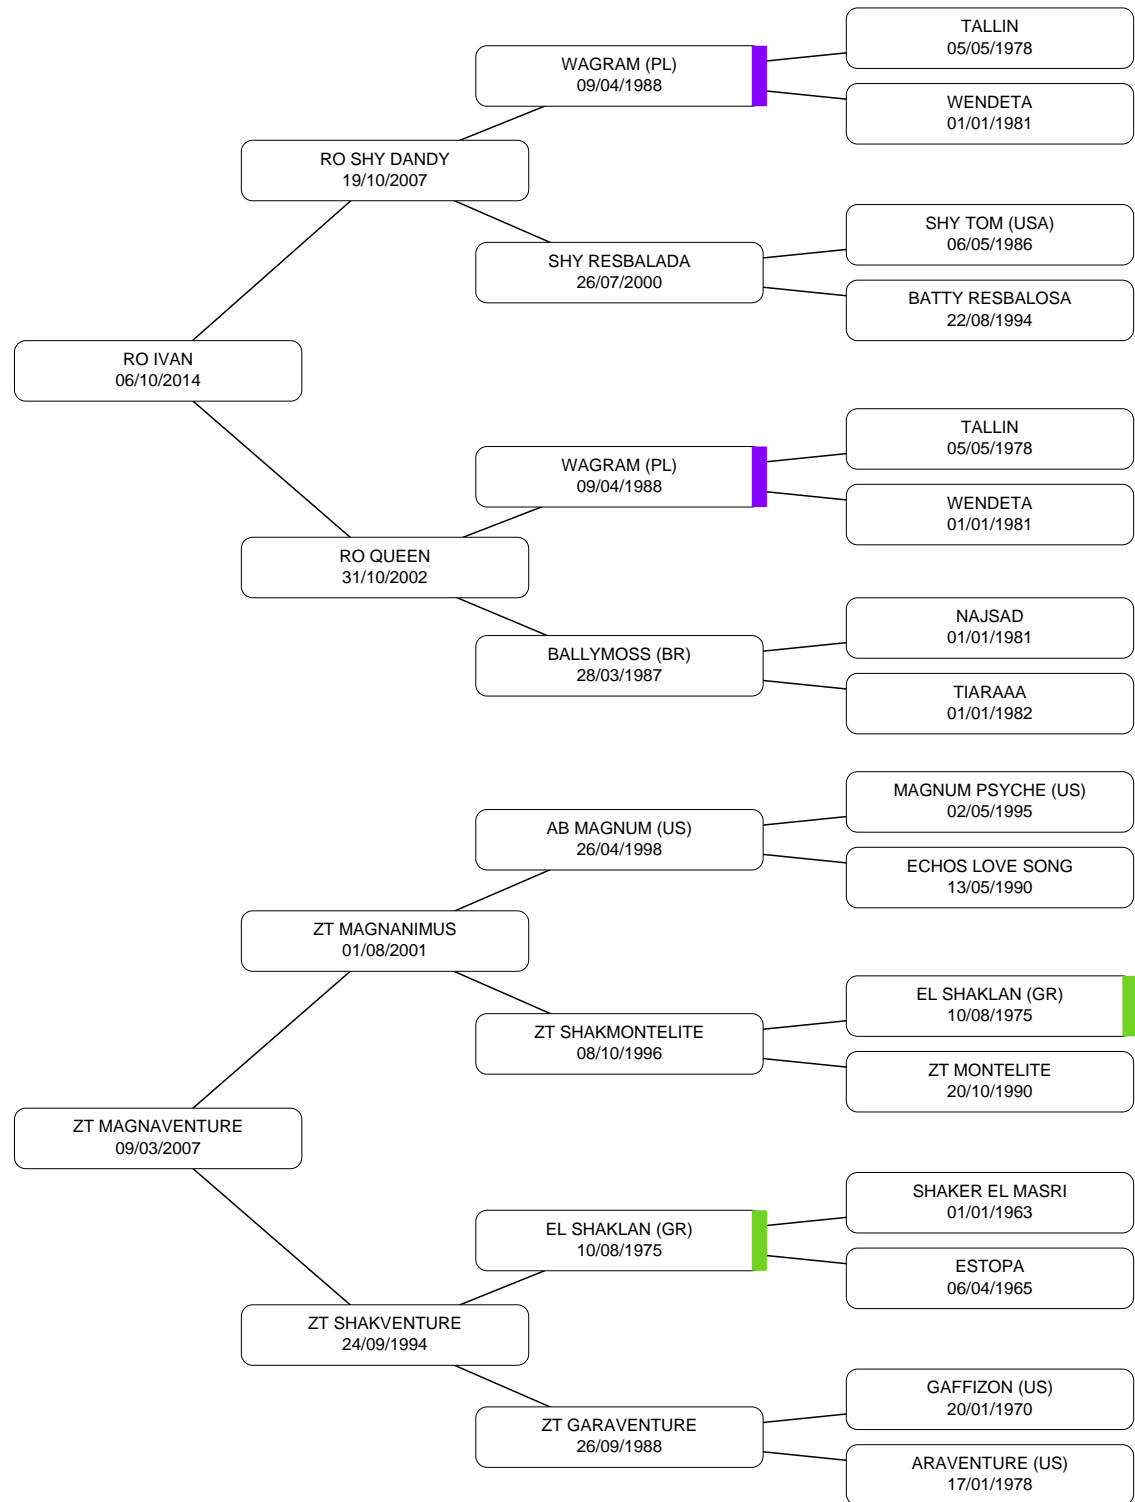 TALLIN
05/05/1978
WAGRAM (PL)
09/04/1988
WENDETA
01/01/1981
RO SHY DANDY
19/10/2007
SHY TOM (USA)
06/05/1986
SHY RESBALADA
26/07/2000
BATTY RESBALOSA
22/08/1994
RO IVAN
06/10/2014
TALLIN
05/05/1978
WAGRAM (PL)
09/04/1988
WENDETA
01/01/1981
RO QUEEN
31/10/2002
NAJSAD
01/01/1981
BALLYMOSS (BR)
28/03/1987
TIARAAA
01/01/1982
MAGNUM PSYCHE (US)
02/05/1995
AB MAGNUM (US)
26/04/1998
ECHOS LOVE SONG
13/05/1990
ZT MAGNANIMUS
01/08/2001
EL SHAKLAN (GR)
10/08/1975
ZT SHAKMONTELITE
08/10/1996
ZT MONTELITE
20/10/1990
ZT MAGNAVENTURE
09/03/2007
SHAKER EL MASRI
01/01/1963
EL SHAKLAN (GR)
10/08/1975
ESTOPA
06/04/1965
ZT SHAKVENTURE
24/09/1994
GAFFIZON (US)
20/01/1970
ZT GARAVENTURE
26/09/1988
ARAVENTURE (US)
17/01/1978